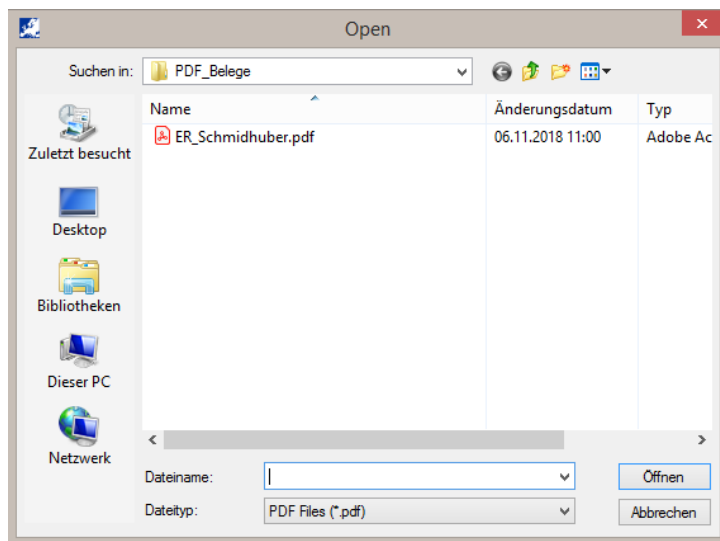 Open
Suchen in: PDF_Belege
Name Änderungsdatum Typ
ER_Schmidhuber.pdf 06.11.2018 11:00 Adobe Ac
Zuletzt besucht
Desktop
Bibliotheken
Dieser PC
Netzwerk
Dateiname: Öffnen
Dateityp: PDF Files (*.pdf) Abbrechen